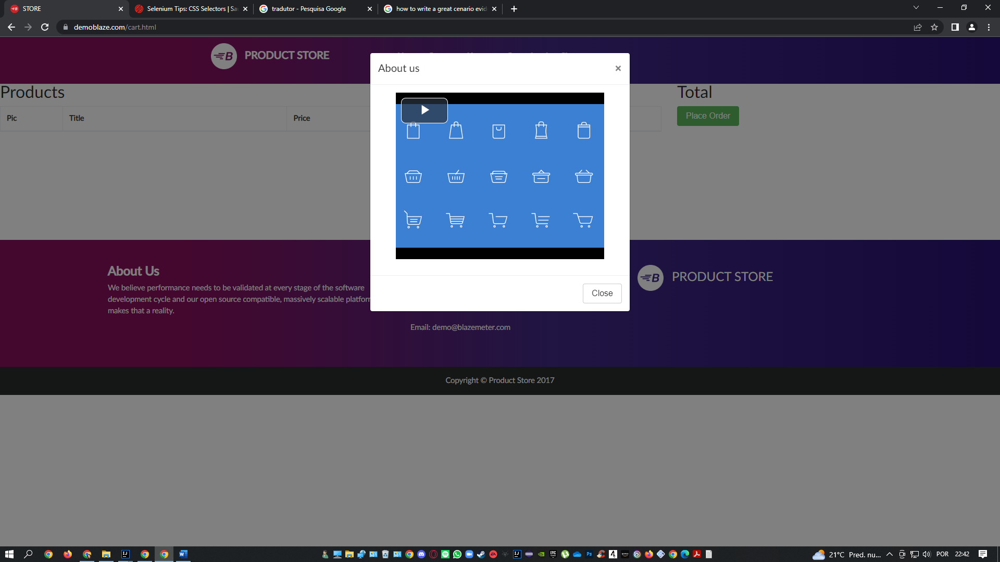 STORE
Selenium Tips: CSS Selectors | Sa
tradutor - Pesquisa Google
how to write a great cenario evid
demoblaze.com/cart.html
PRODUCT STORE
About us
×
Products
Total
Pic
Title
Price
Place Order
About Us
We believe performance needs to be validated at every stage of the software
development cycle and our open source compatible, massively scalable platfor
makes that a reality.
PRODUCT STORE
Close
Email: demo@blazemeter.com
Copyright © Product Store 2017
21°C Pred. nu...
POR
22:42